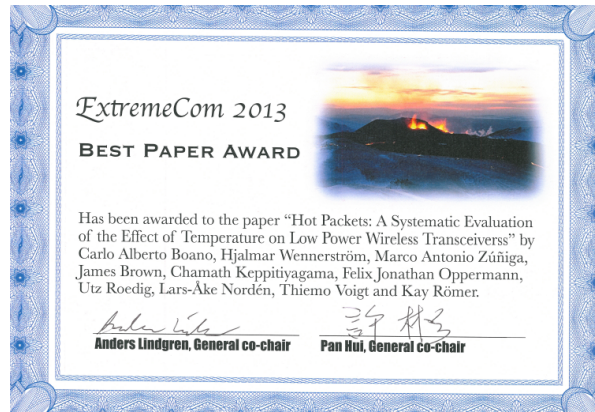 ExtremeCom 2013
BEST PAPER AWARD
Has been awarded to the paper “Hot Packets: A Systematic Evaluation
of the Effect of Temperature on Low Power Wireless Transceiverss” by
Carlo Alberto Boano, Hjalmar Wennerström, Marco Antonio Zúñiga,
James Brown, Chamath Keppitiyagama, Felix Jonathan Oppermann,
Utz Roedig, Lars-Åke Nordén, Thiemo Voigt and Kay Römer.
Anders Lindgren, General co-chair
Pan Hui, General co-chair